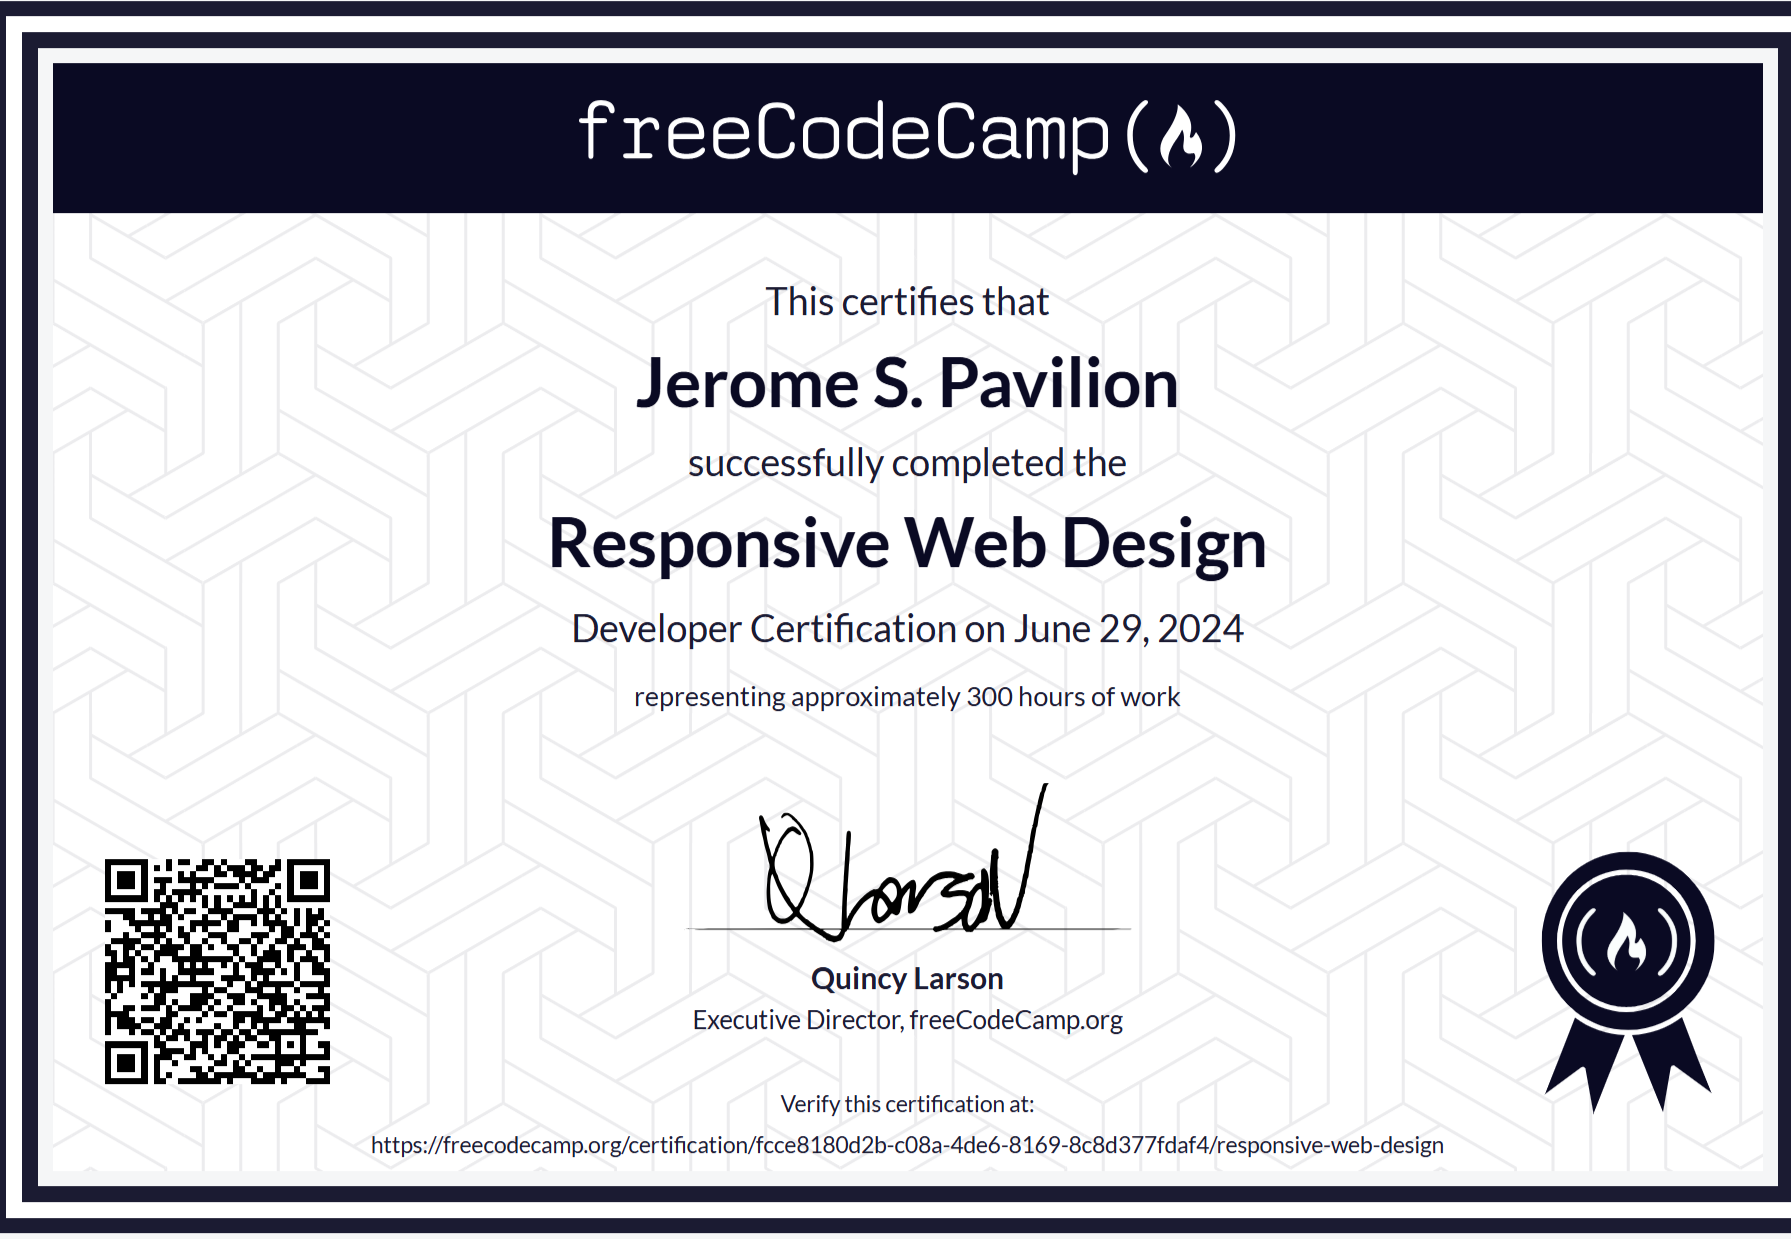 freeCodeCamp
This certifies that
Jerome S. Pavilion
successfully completed the
Responsive Web Design
Developer Certification on June 29, 2024
representing approximately 300 hours of work
QLarson
Quincy Larson
Executive Director, freeCodeCamp.org
Verify this certification at:
https://freecodecamp.org/certification/fcce8180d2b-c08a-4de6-8169-8c8d377fdaf4/responsive-web-design